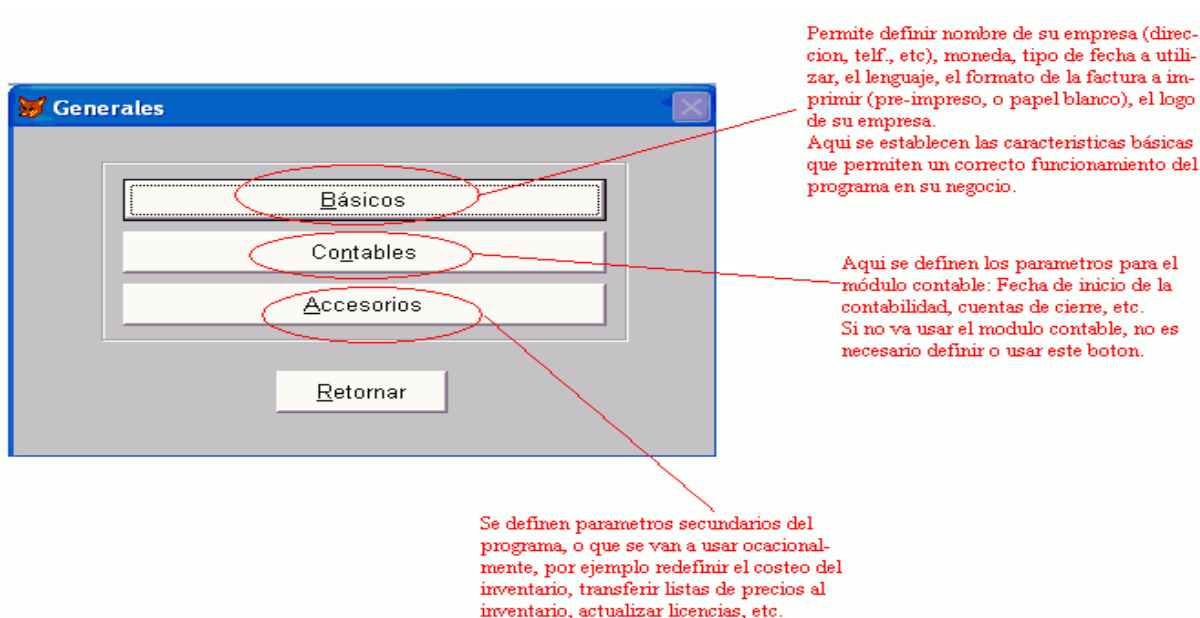 Permite definir nombre de su empresa (direc-
cion, telf., etc), moneda, tipo de fecha a utili-
zar, el lenguaje, el formato de la factura a im-
primir (pre-impreso, o papel blanco), el logo
de su empresa.
Aqui se establecen las caracteristicas básicas
que permiten un correcto funcionamiento del
programa en su negocio.
Generales
Básicos
Contables
Accesorios
Retornar
Aqui se definen los parametros para el
módulo contable: Fecha de inicio de la
contabilidad, cuentas de cierre, etc.
Si no va usar el modulo contable, no es
necesario definir o usar este boton.
Se definen parametros secundarios del
programa, o que se van a usar ocacional-
mente, por ejemplo redefinir el costeo del
inventario, transferir listas de precios al
inventario, actualizar licencias, etc.